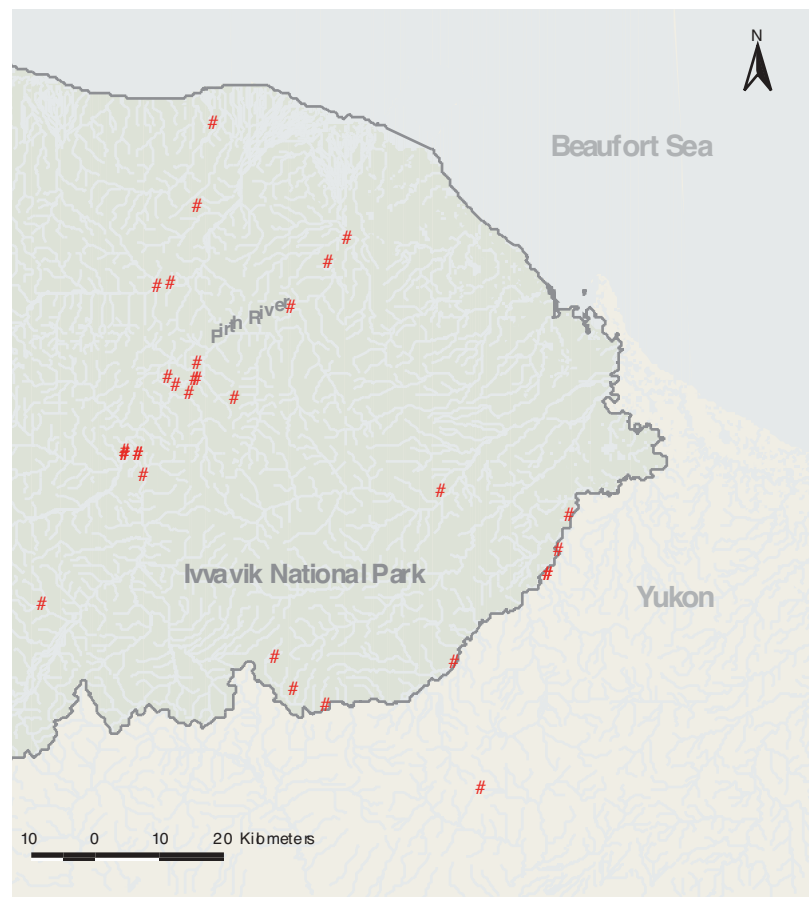 N
Beaufort Sea
Firth River
Ivvavik National Park
Yukon
10 0 10 20 Kilometers